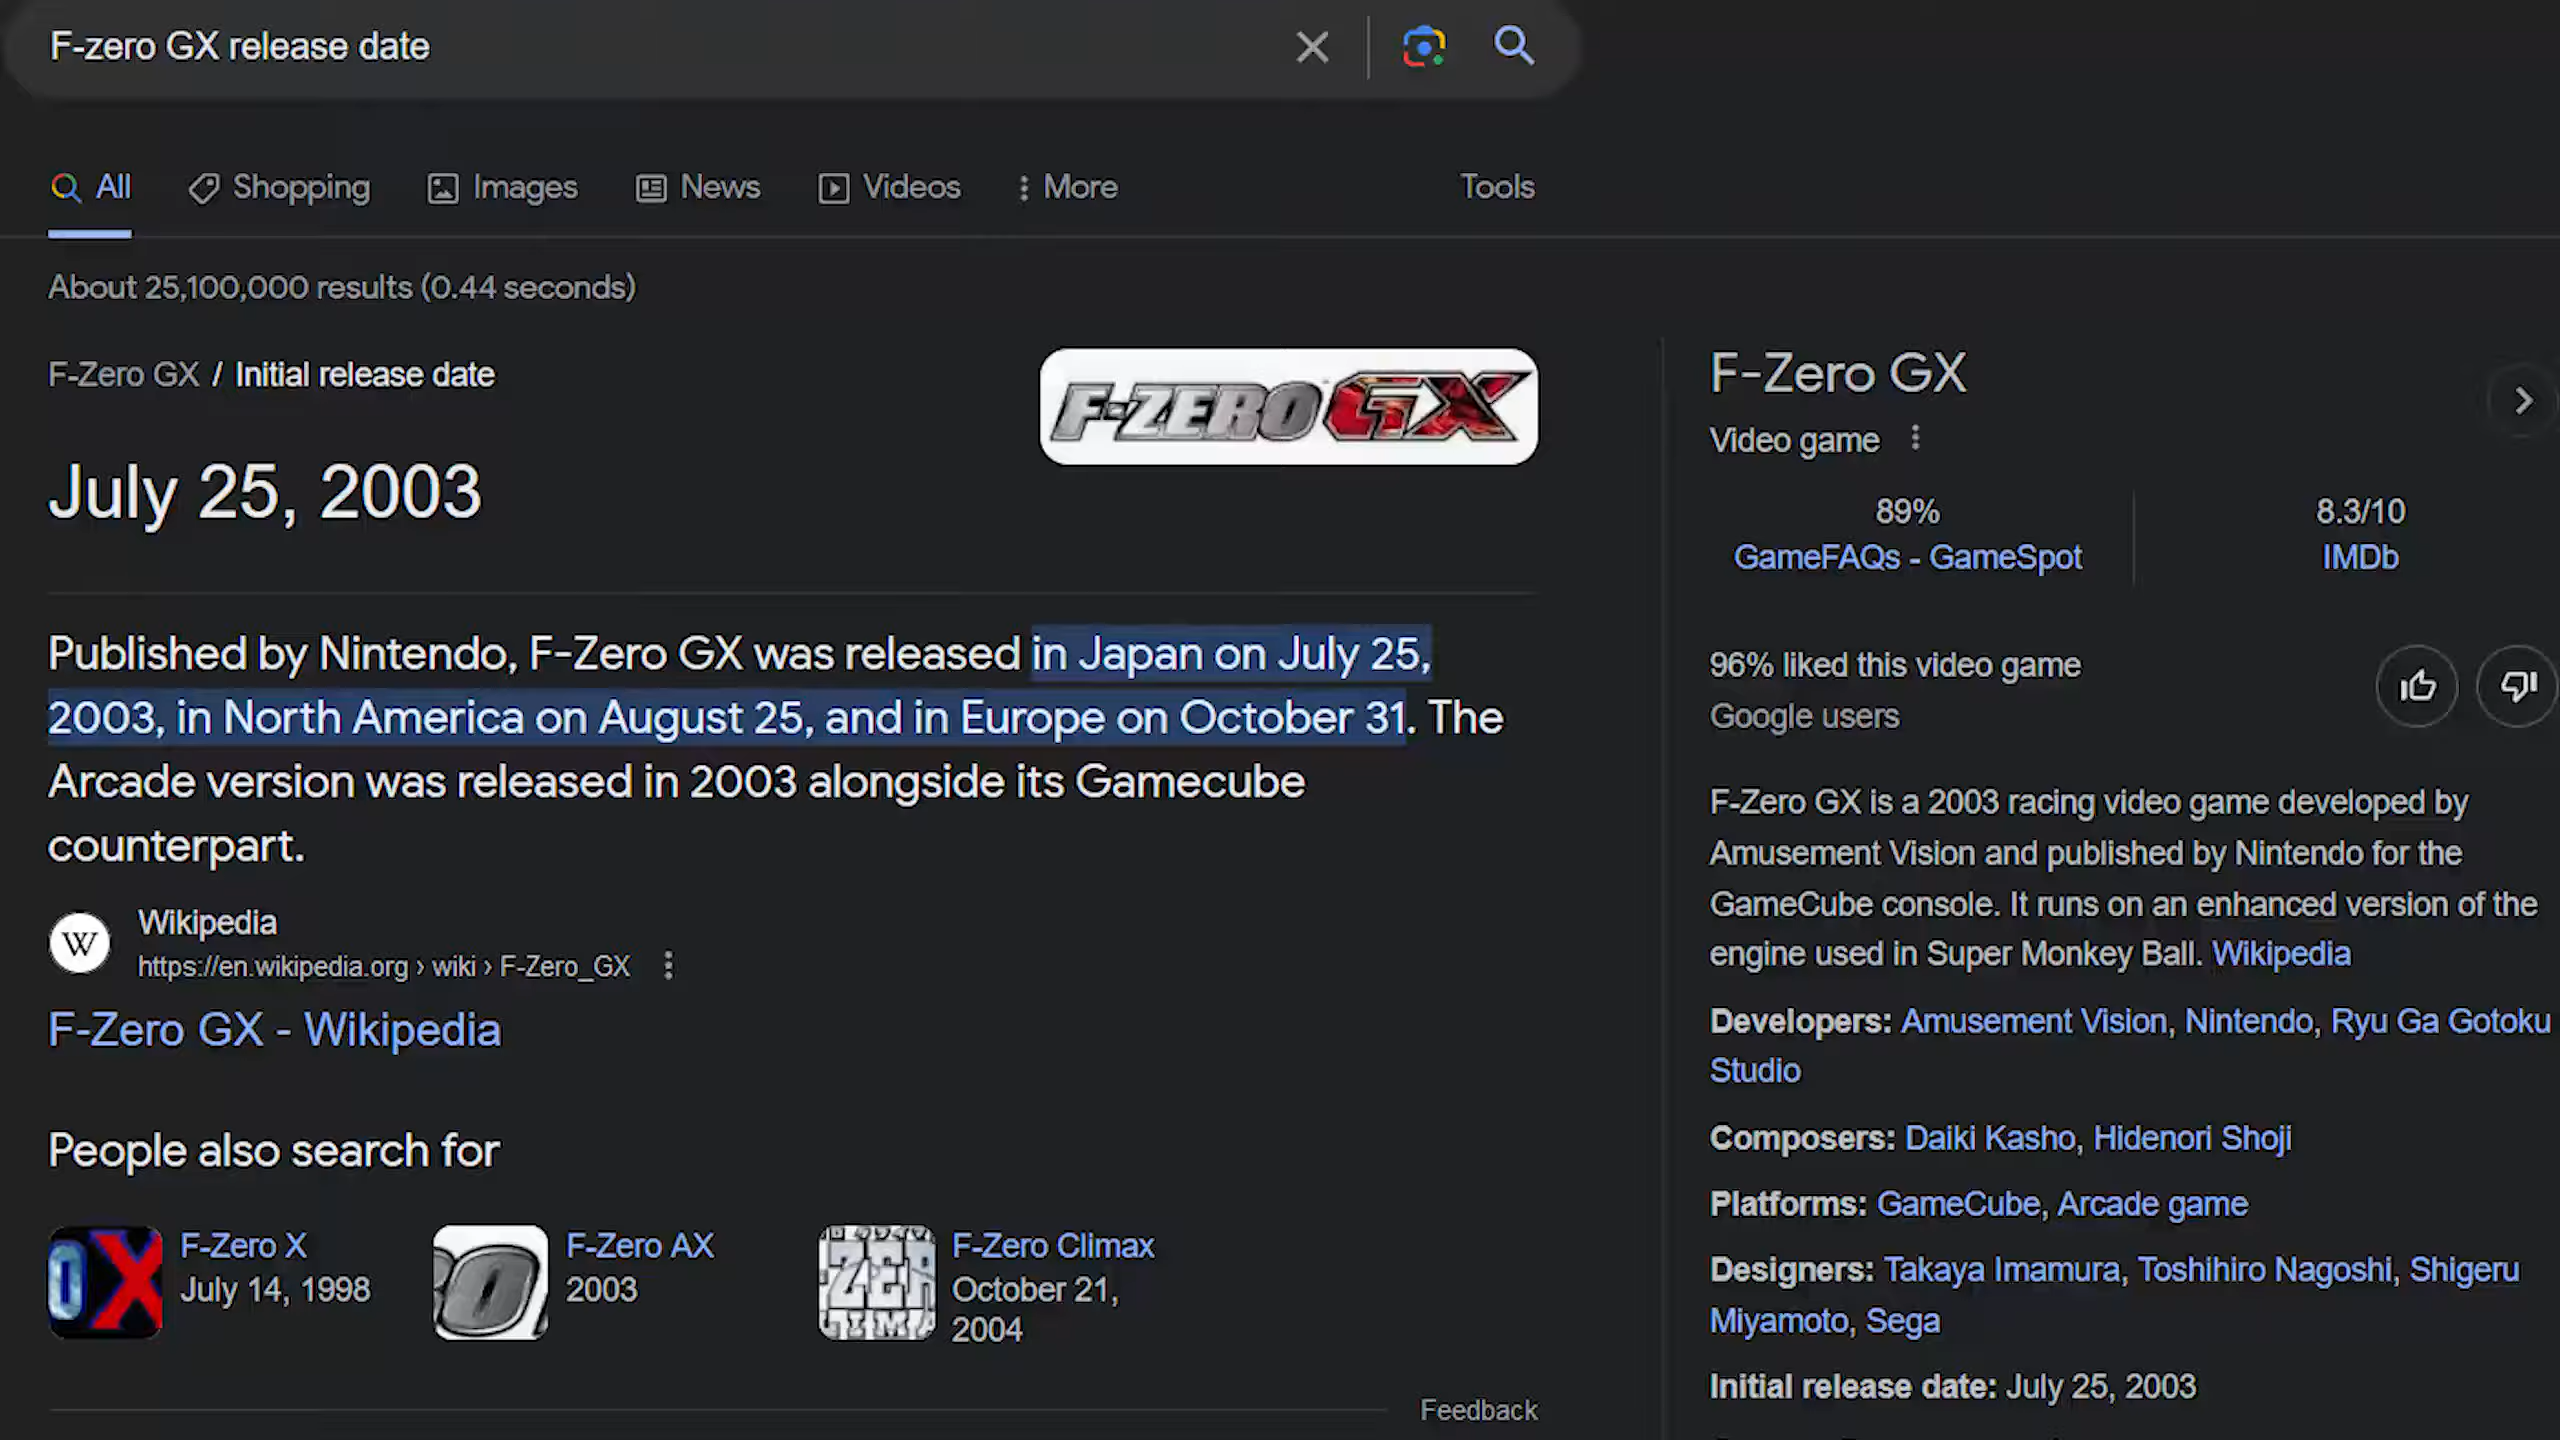 F-zero GX release date
All Shopping Images News Videos More Tools
About 25,100,000 results (0.44 seconds)
F-Zero GX / Initial release date
F-ZERO GX
July 25, 2003
Published by Nintendo, F-Zero GX was released in Japan on July 25,
2003, in North America on August 25, and in Europe on October 31. The
Arcade version was released in 2003 alongside its Gamecube
counterpart.
W
Wikipedia
https://en.wikipedia.org › wiki › F-Zero_GX
F-Zero GX - Wikipedia
People also search for
F-Zero X
July 14, 1998
F-Zero AX
2003
F-Zero Climax
October 21,
2004
Feedback
F-Zero GX
Video game
89%
GameFAQs - GameSpot
8.3/10
IMDb
96% liked this video game
Google users
F-Zero GX is a 2003 racing video game developed by
Amusement Vision and published by Nintendo for the
GameCube console. It runs on an enhanced version of the
engine used in Super Monkey Ball. Wikipedia
Developers: Amusement Vision, Nintendo, Ryu Ga Gotoku
Studio
Composers: Daiki Kasho, Hidenori Shoji
Platforms: GameCube, Arcade game
Designers: Takaya Imamura, Toshihiro Nagoshi, Shigeru
Miyamoto, Sega
Initial release date: July 25, 2003